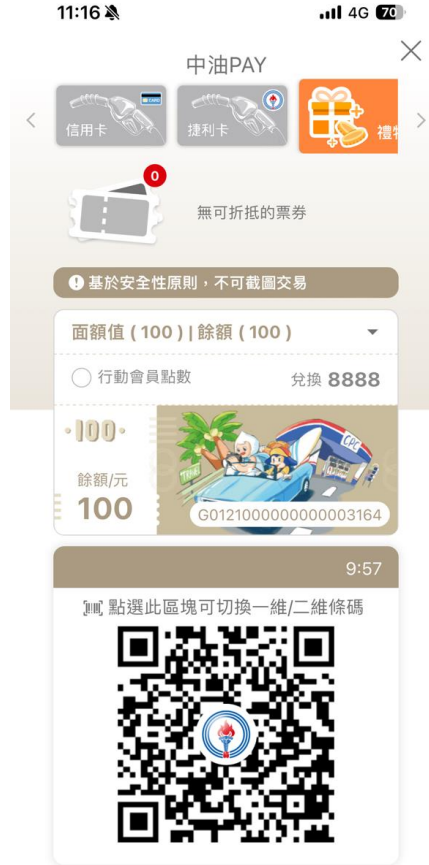 11:16
4G 70
中油PAY
CARD
信用卡
捷利卡
禮
0
無可折抵的票券
基於安全性原則，不可截圖交易
面額值 ( 100 ) | 餘額 ( 100 )
行動會員點數
兌換 8888
100
TRAVEL
CPC
餘額/元
100
G0121000000000003164
9:57
點選此區塊可切換一維/二維條碼